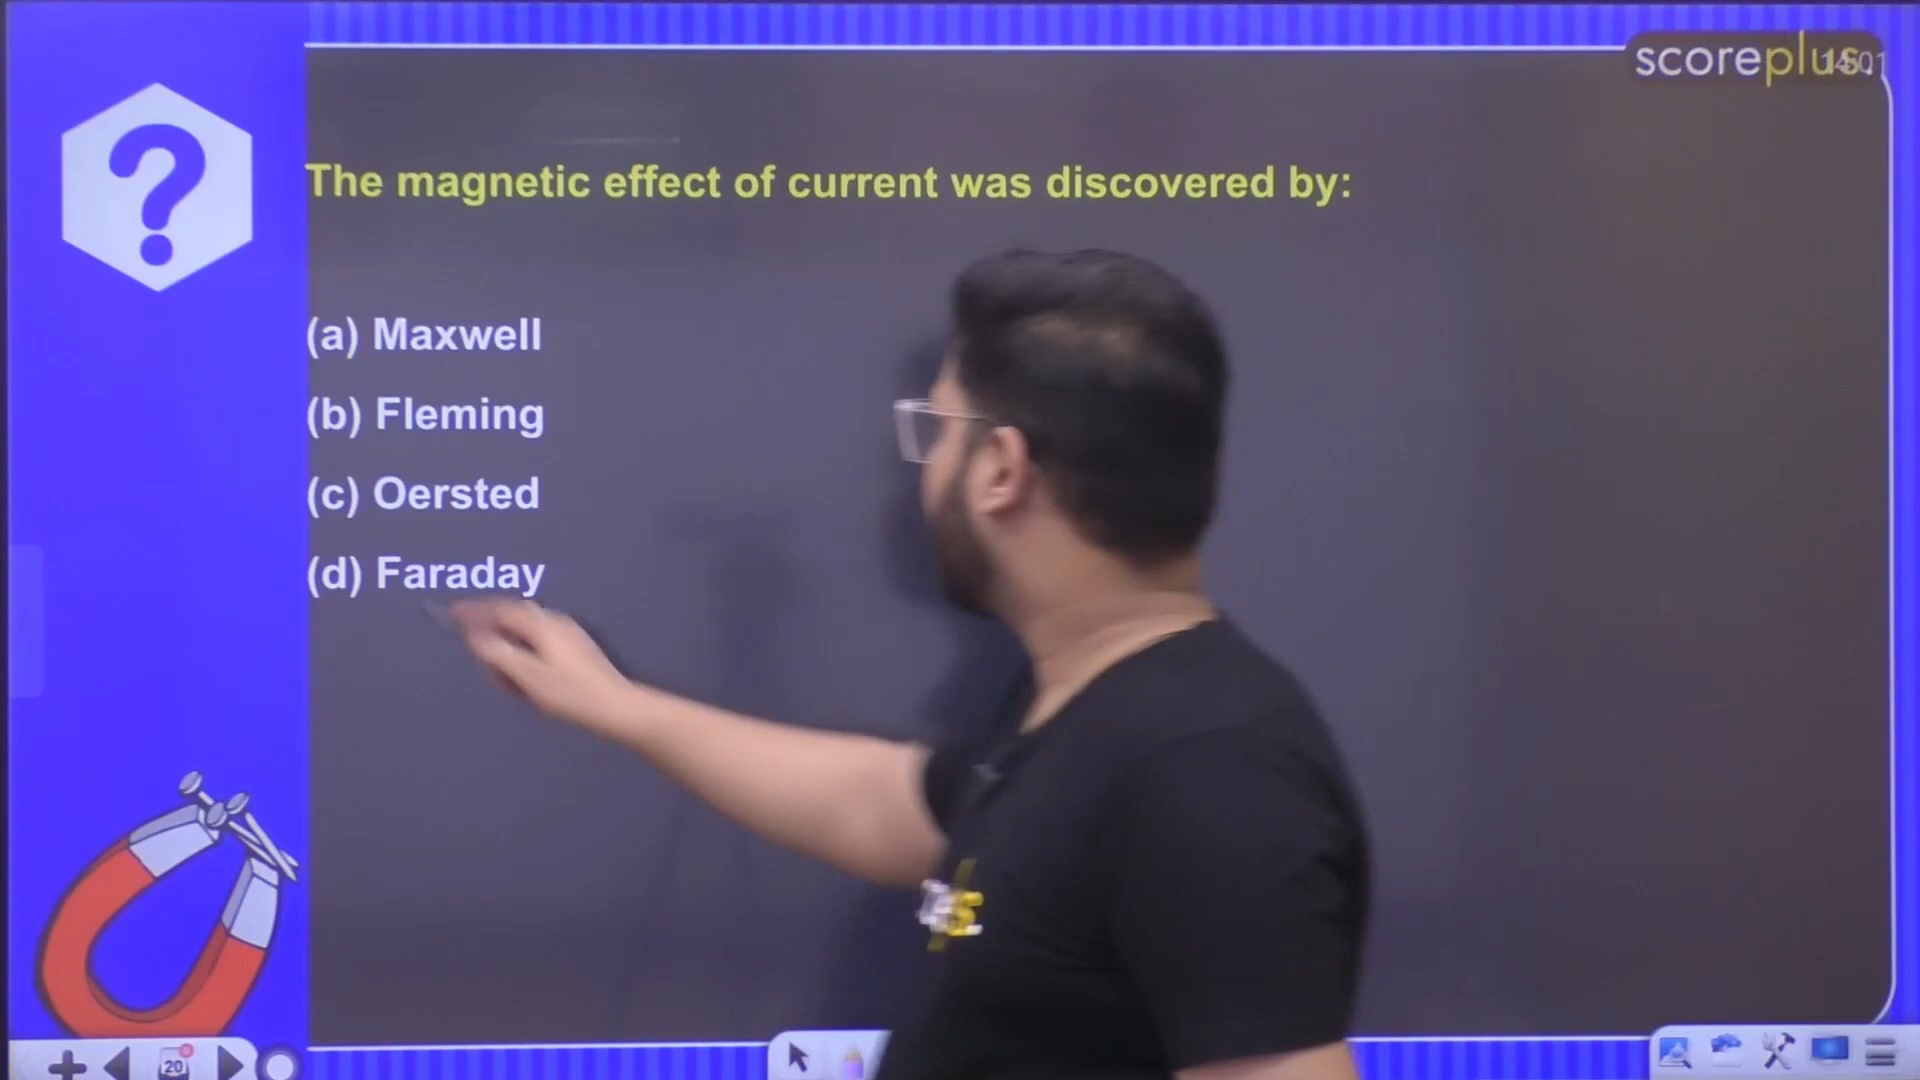 scoreplus.
The magnetic effect of current was discovered by:
(a) Maxwell
(b) Fleming
(c) Oersted
(d) Faraday
20